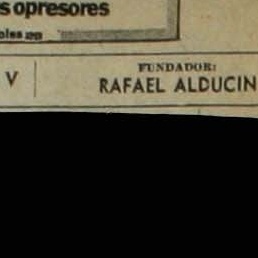 s opresores
V
FUNDADOR:
RAFAEL ALDUCIN